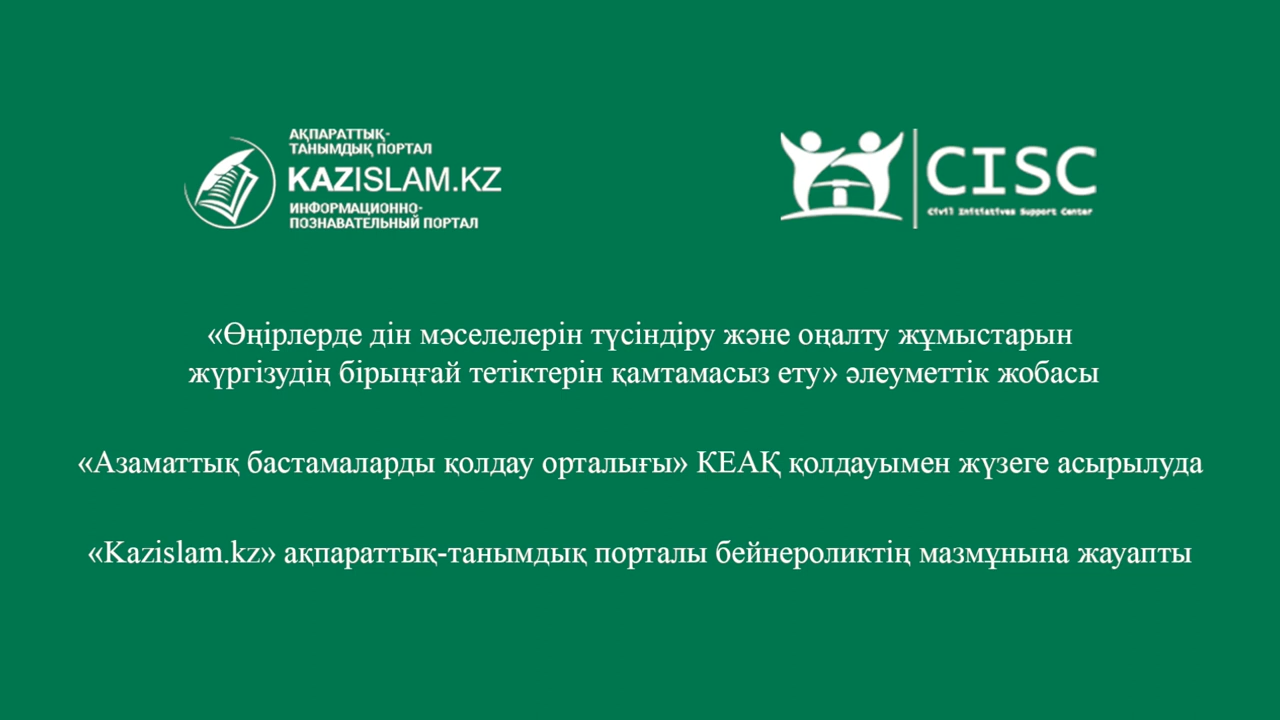 АҚПАРАТТЫҚ-
ТАНЫМДЫҚ ПОРТАЛ
KAZISLAM.KZ
ИНФОРМАЦИОННО-
ПОЗНАВАТЕЛЬНЫЙ ПОРТАЛ
CISC
Civil Initiatives Support Center
«Өңірлерде дін мәселелерін түсіндіру және оңалту жұмыстарын
жүргізудің бірыңғай тетіктерін қамтамасыз ету» әлеуметтік жобасы
«Азаматтық бастамаларды қолдау орталығы» КЕАҚ қолдауымен жүзеге асырылуда
«Kazislam.kz» ақпараттық-танымдық порталы бейнероликтің мазмұнына жауапты